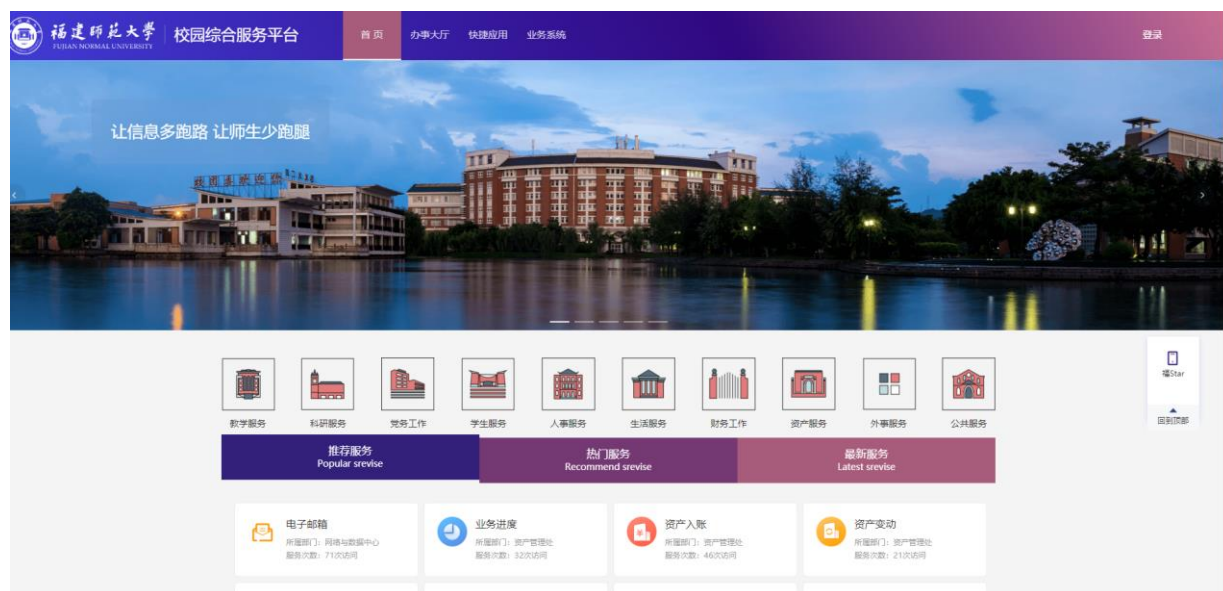 福建师范大学
FUJIAN NORMAL UNIVERSITY
校园综合服务平台
首页
办事大厅
快捷应用
业务系统
登录
让信息多跑路 让师生少跑腿
福Star
回到顶部
教学服务
科研服务
党务工作
学生服务
人事服务
生活服务
财务工作
资产服务
外事服务
公共服务
推荐服务
Popular srevise
热门服务
Recommend srevise
最新服务
Latest srevise
电子邮箱
所属部门：网络与数据中心
服务次数：71次访问
业务进度
所属部门：资产管理处
服务次数：32次访问
资产入账
所属部门：资产管理处
服务次数：46次访问
资产变动
所属部门：资产管理处
服务次数：21次访问